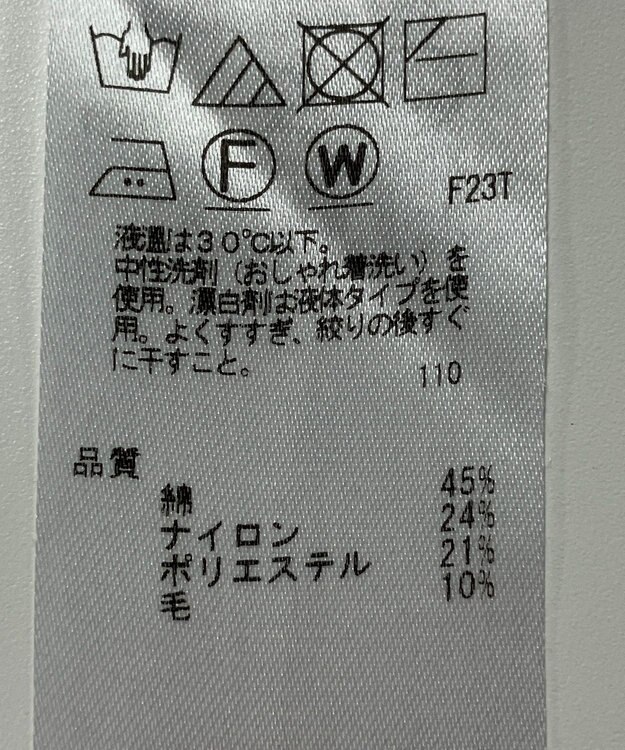 F W F23T
液温は30℃以下。
中性洗剤(おしゃれ着洗い)を
使用。漂白剤は液体タイプを使
用。よくすすぎ、絞りの後すぐ
に干すこと。
110
品質
綿 45%
ナイロン 24%
ポリエステル 21%
毛 10%